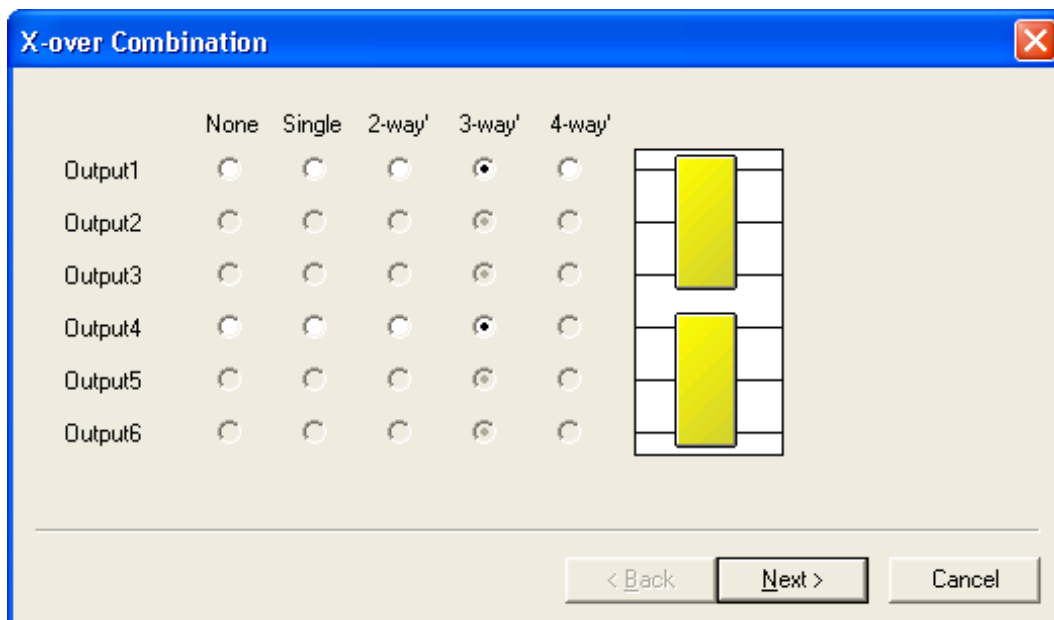 X-over Combination
None Single 2-way' 3-way' 4-way'
Output1
Output2
Output3
Output4
Output5
Output6
< Back Next > Cancel